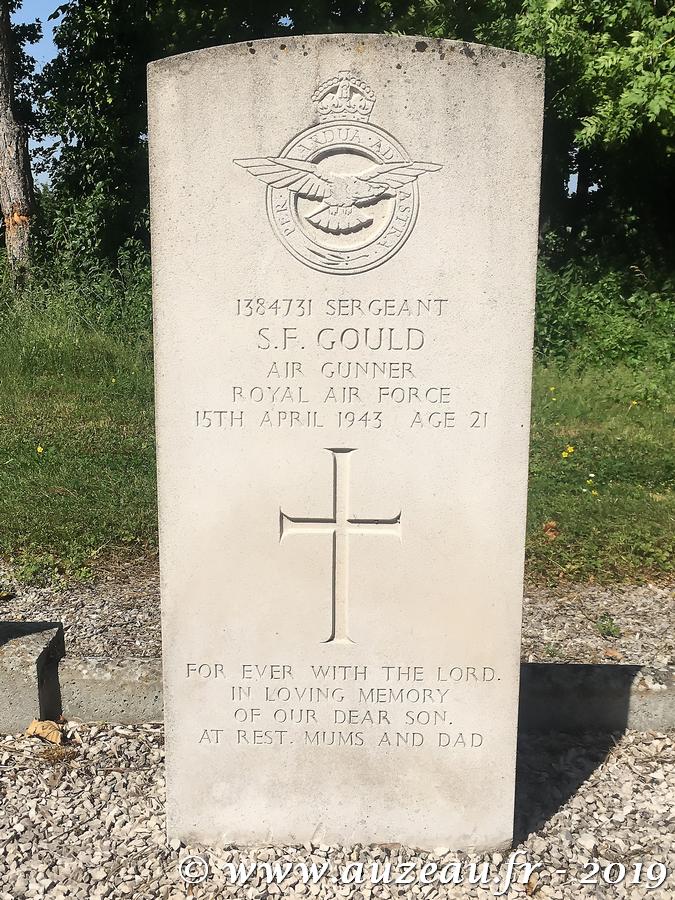 PER ARDUA AD ASTRA
1384731 SERGEANT
S.F. GOULD
AIR GUNNER
ROYAL AIR FORCE
15TH APRIL 1943 AGE 21
FOR EVER WITH THE LORD.
IN LOVING MEMORY
OF OUR DEAR SON.
AT REST. MUMS AND DAD
© www.auzeau.fr - 2019